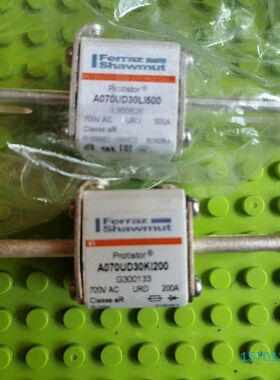 Ferraz
Shawmut
Protistor®
A070UD30LI500
L300526
700V AC URD 500A
Classe aR
Ferraz
Shawmut
Protistor®
A070UD30KI200
G300133
700V AC URD 200A
Classe aR